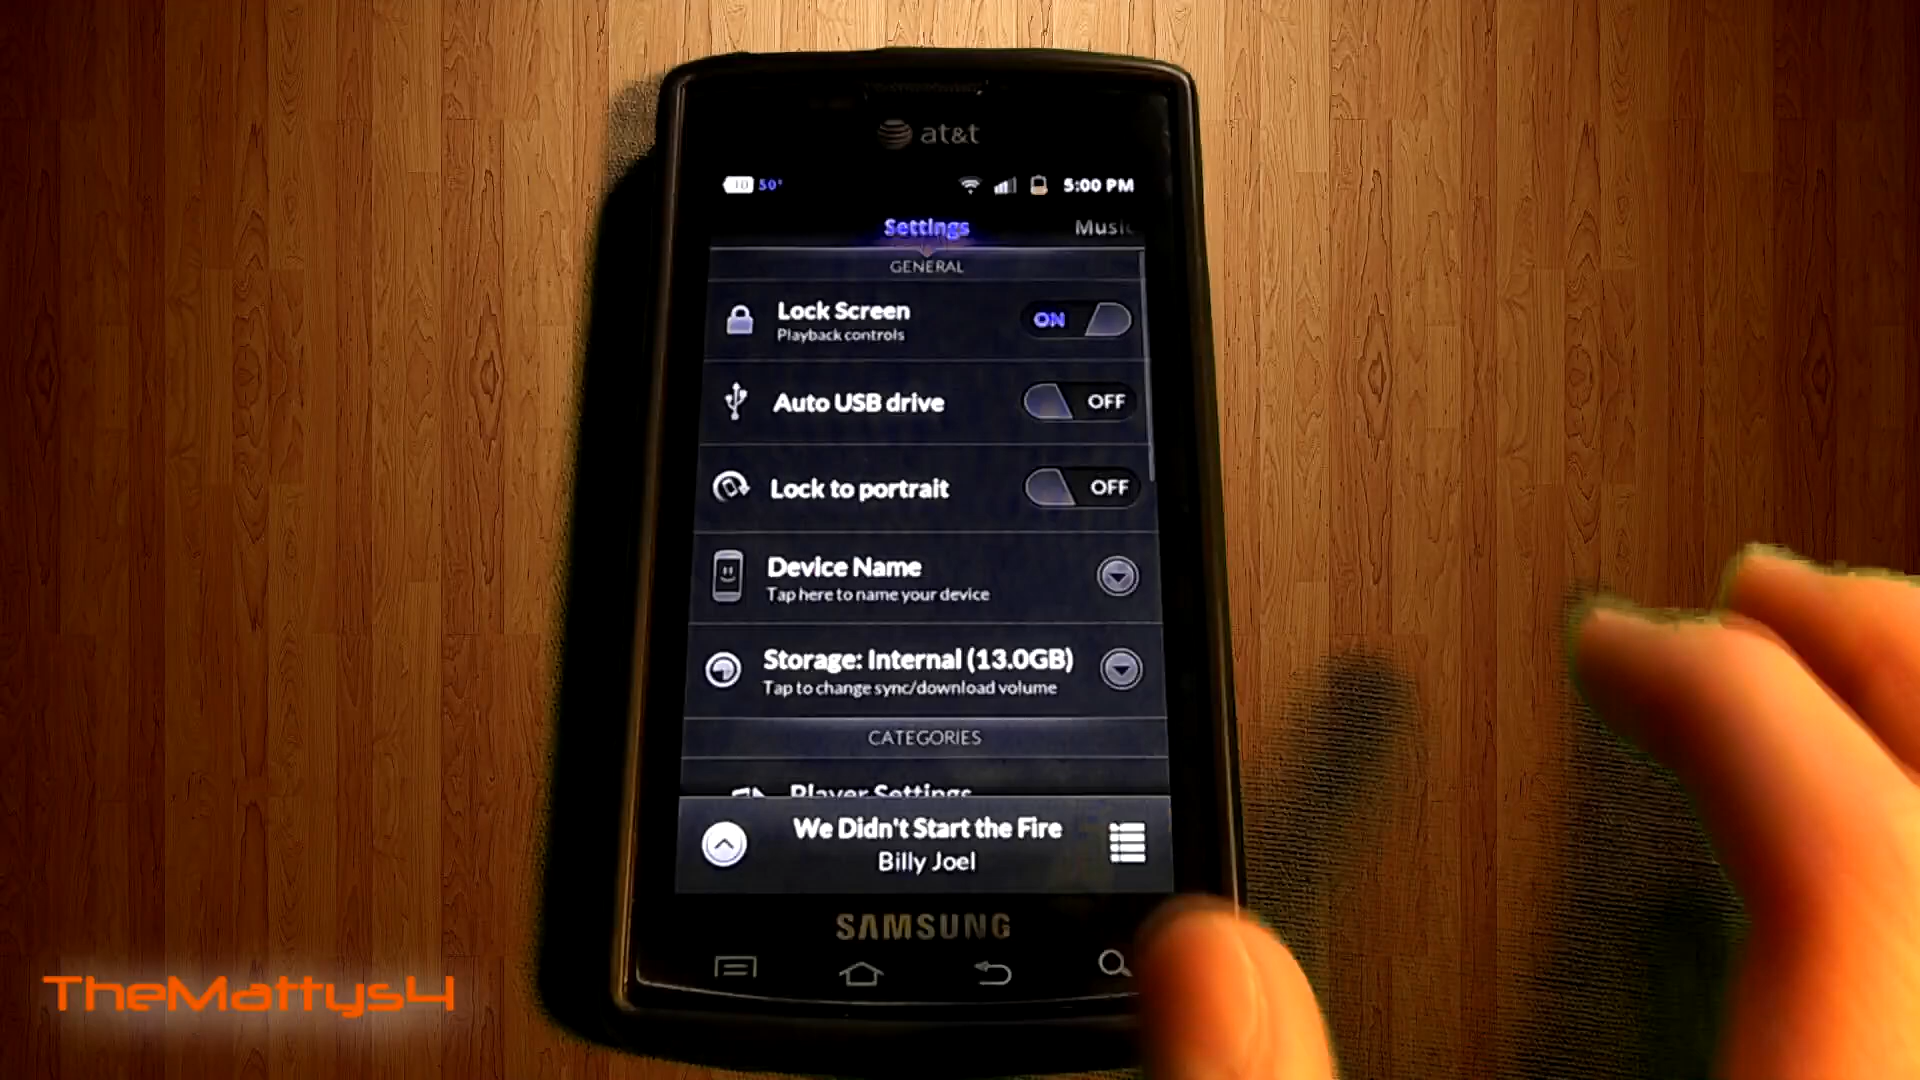 at&t
10 50°
5:00 PM
Settings
Music
GENERAL
Lock Screen
ON
Playback controls
Auto USB drive
OFF
Lock to portrait
OFF
Device Name
Tap here to name your device
Storage: Internal (13.0GB)
Tap to change sync/download volume
CATEGORIES
Player Settings
We Didn't Start the Fire
Billy Joel
SAMSUNG
TheMattys4